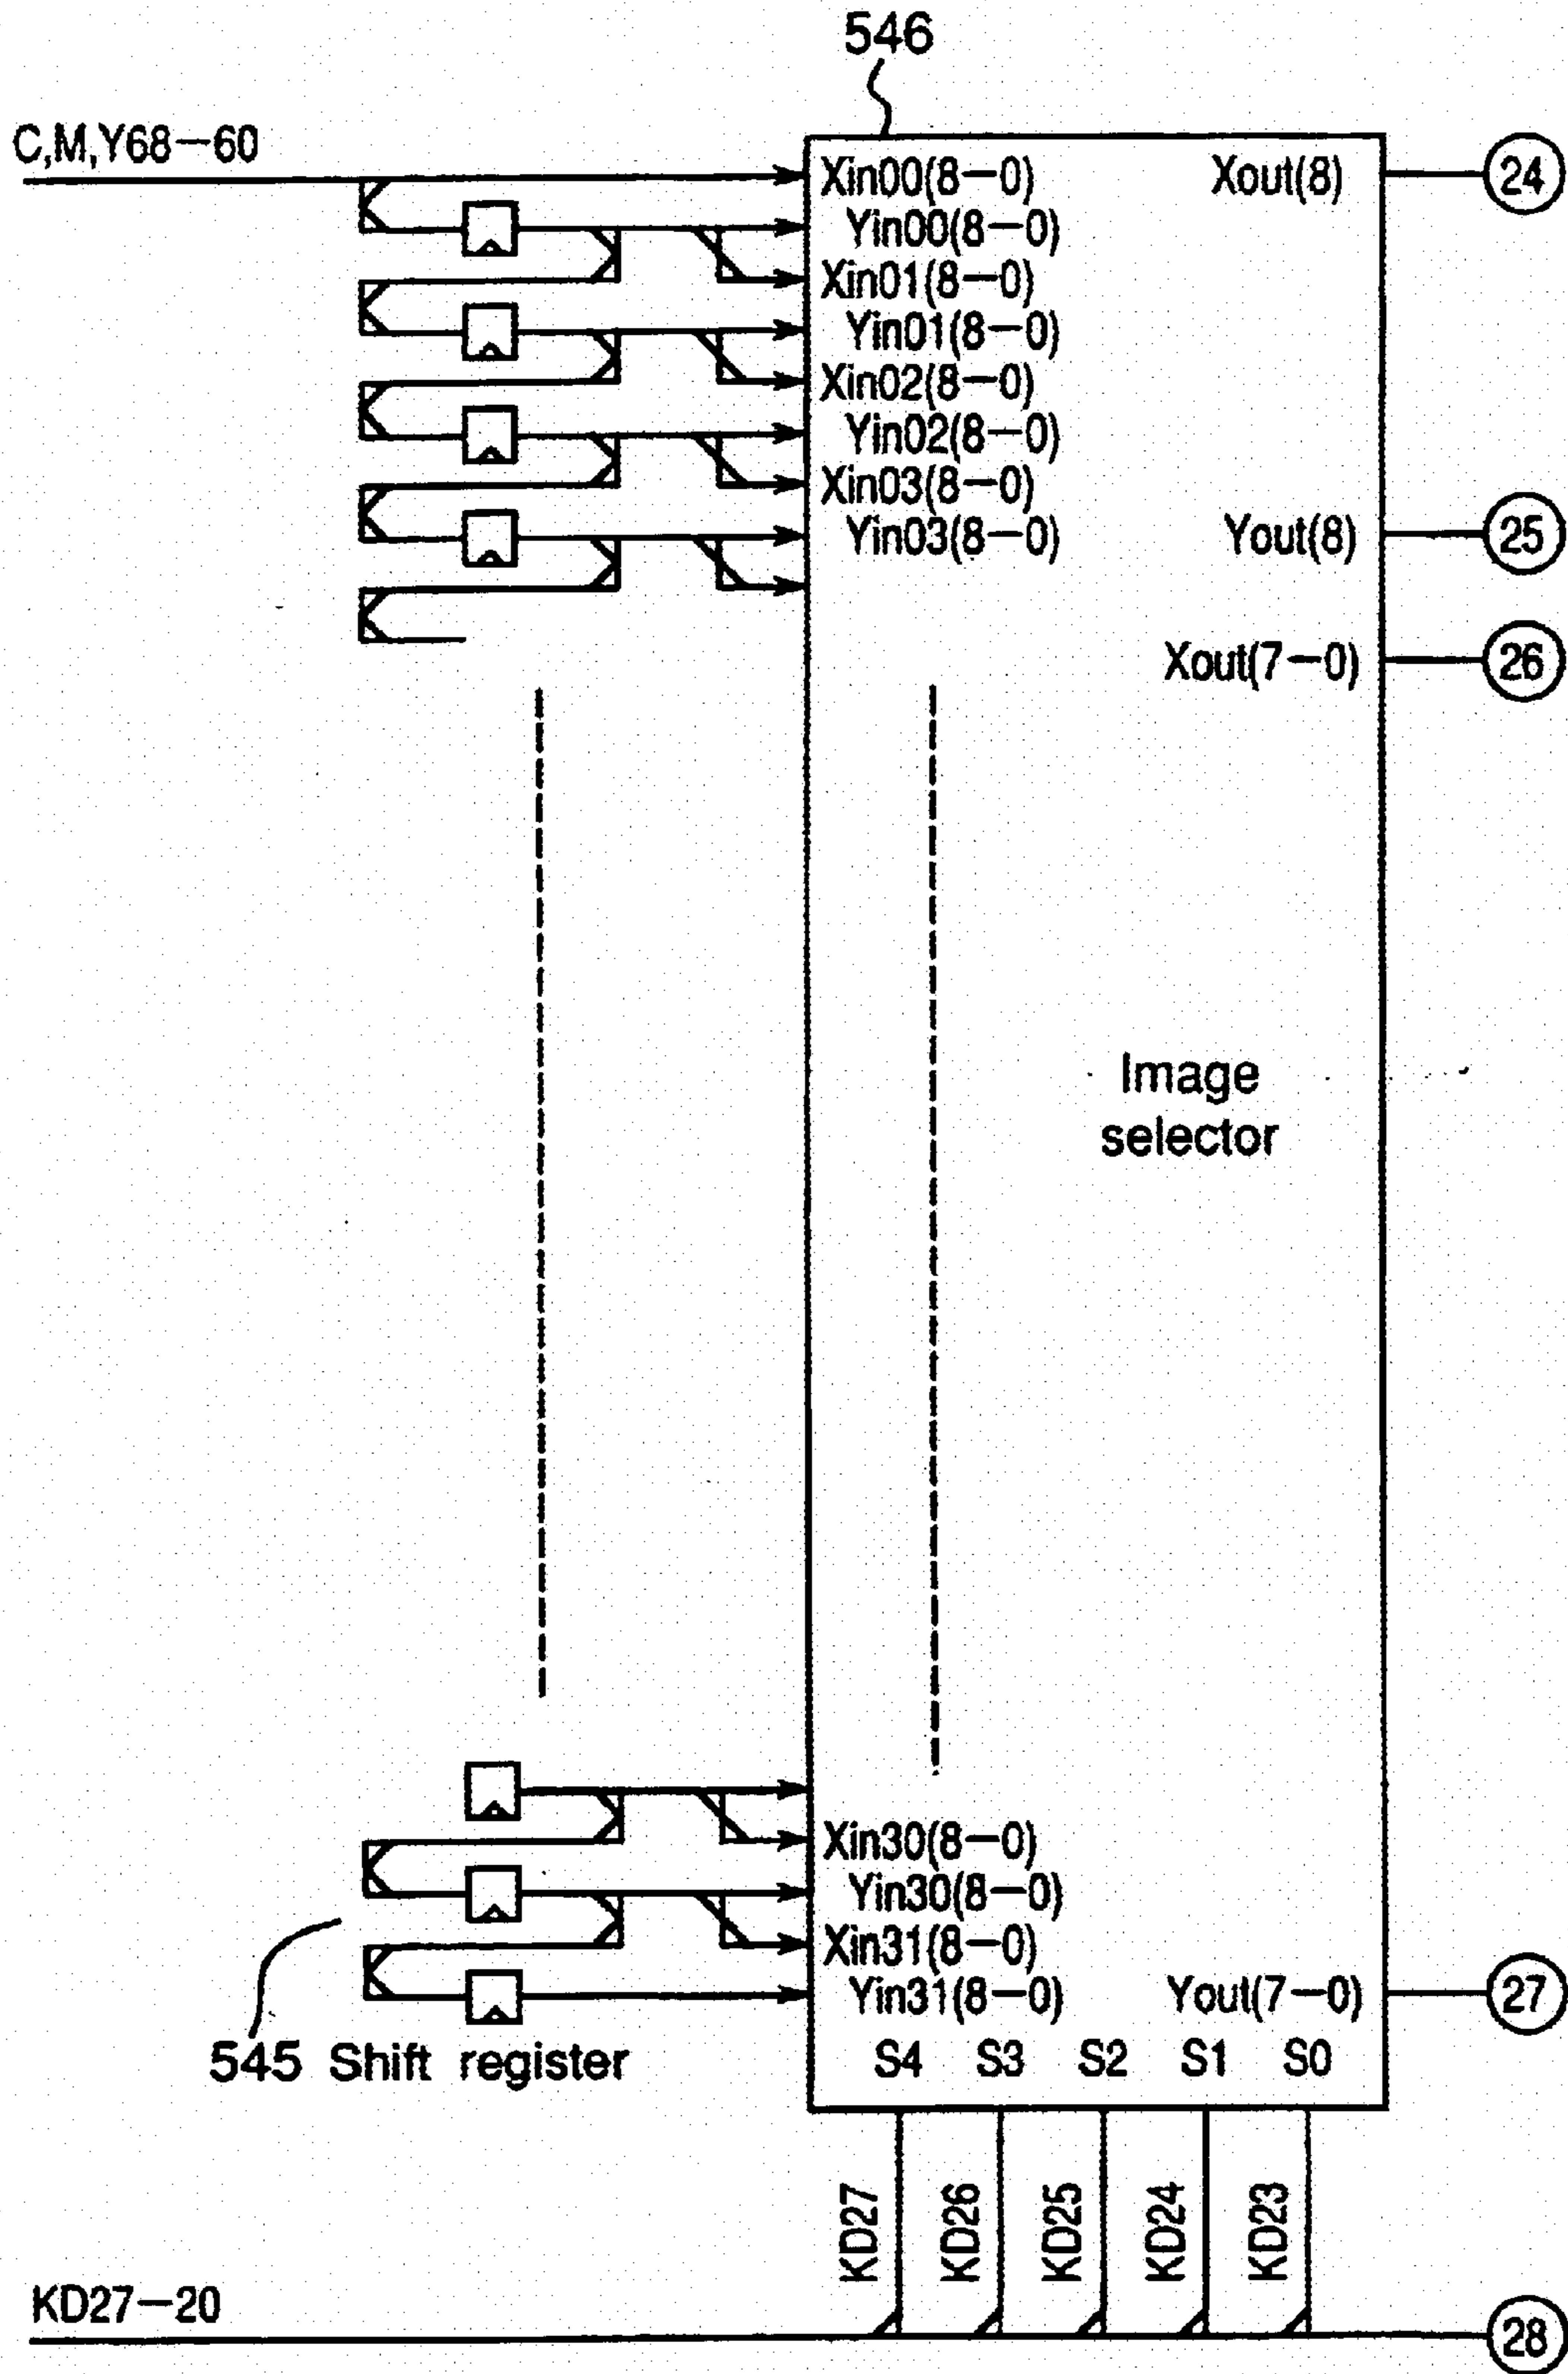 546
C,M,Y68—60
Xin00(8—0) Xout(8) 24
Yin00(8—0)
Xin01(8—0)
Yin01(8—0)
Xin02(8—0)
Yin02(8—0)
Xin03(8—0)
Yin03(8—0) Yout(8) 25
Xout(7—0) 26
Image
selector
Xin30(8—0)
Yin30(8—0)
Xin31(8—0)
Yin31(8—0) Yout(7—0) 27
545 Shift register
S4 S3 S2 S1 S0
KD27 KD26 KD25 KD24 KD23
KD27—20
28